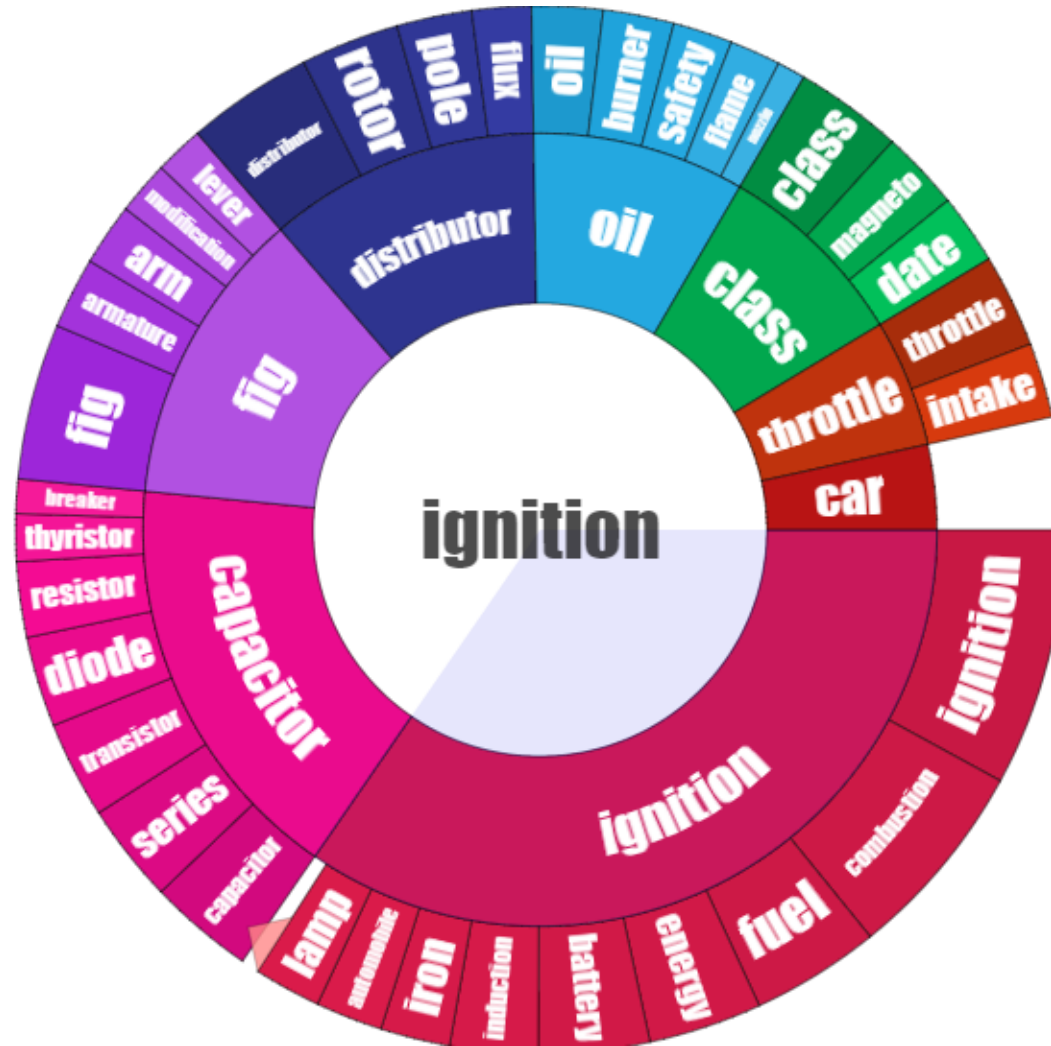 ignition
ignition
ignition
combustion
fuel
energy
battery
induction
iron
automobile
lamp
capacitor
capacitor
series
transistor
diode
resistor
thyristor
breaker
fig
fig
armature
arm
modification
lever
distributor
distributor
rotor
pole
flux
oil
oil
burner
safety
flame
nozzle
class
class
magneto
date
throttle
throttle
intake
car